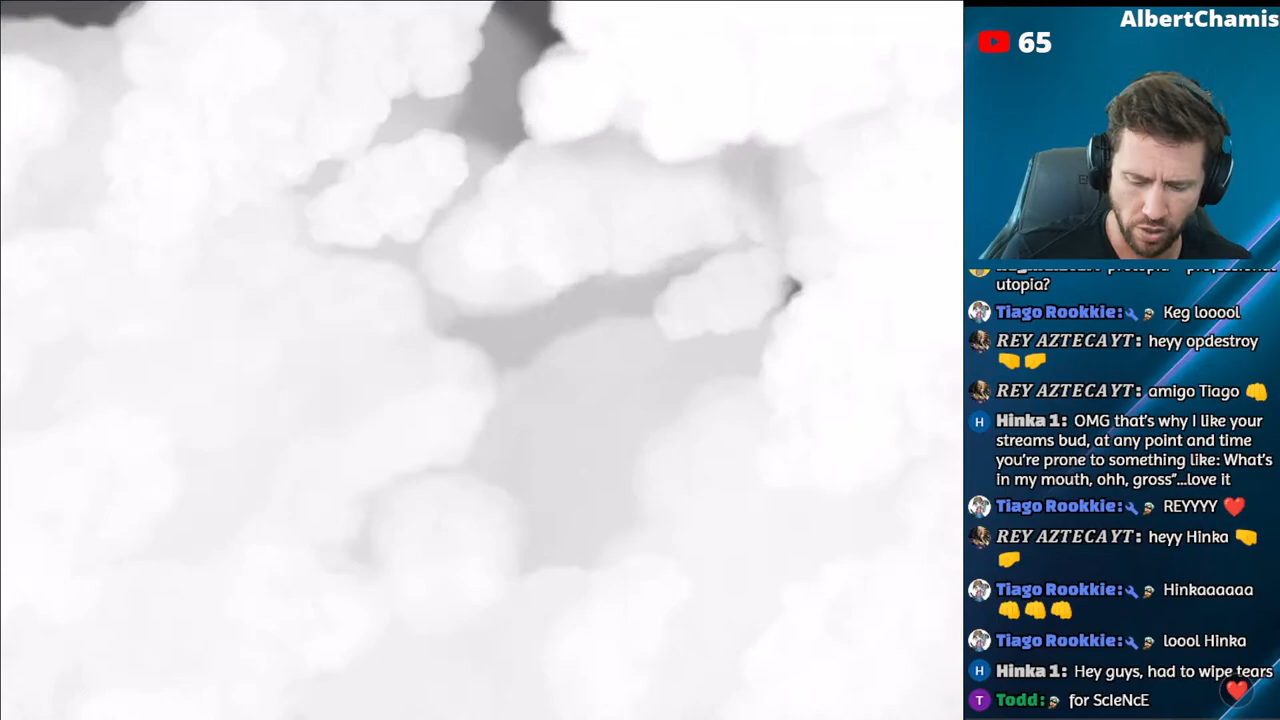 AlbertChamis
65
utopia?
Tiago Rookkie: Keg looool
REY AZTECAYT: heyy opdestroy
🤜 🤛
REY AZTECAYT: amigo Tiago 👊
Hinka 1: OMG that's why I like your
streams bud, at any point and time
you're prone to something like: What's
in my mouth, ohh, gross"...love it
Tiago Rookkie: REYYYY ❤️
REY AZTECAYT: heyy Hinka 🤜
🤛
Tiago Rookkie: Hinkaaaaaa
👊👊👊
Tiago Rookkie: loool Hinka
H Hinka 1: Hey guys, had to wipe tears
T Todd: for ScIeNcE